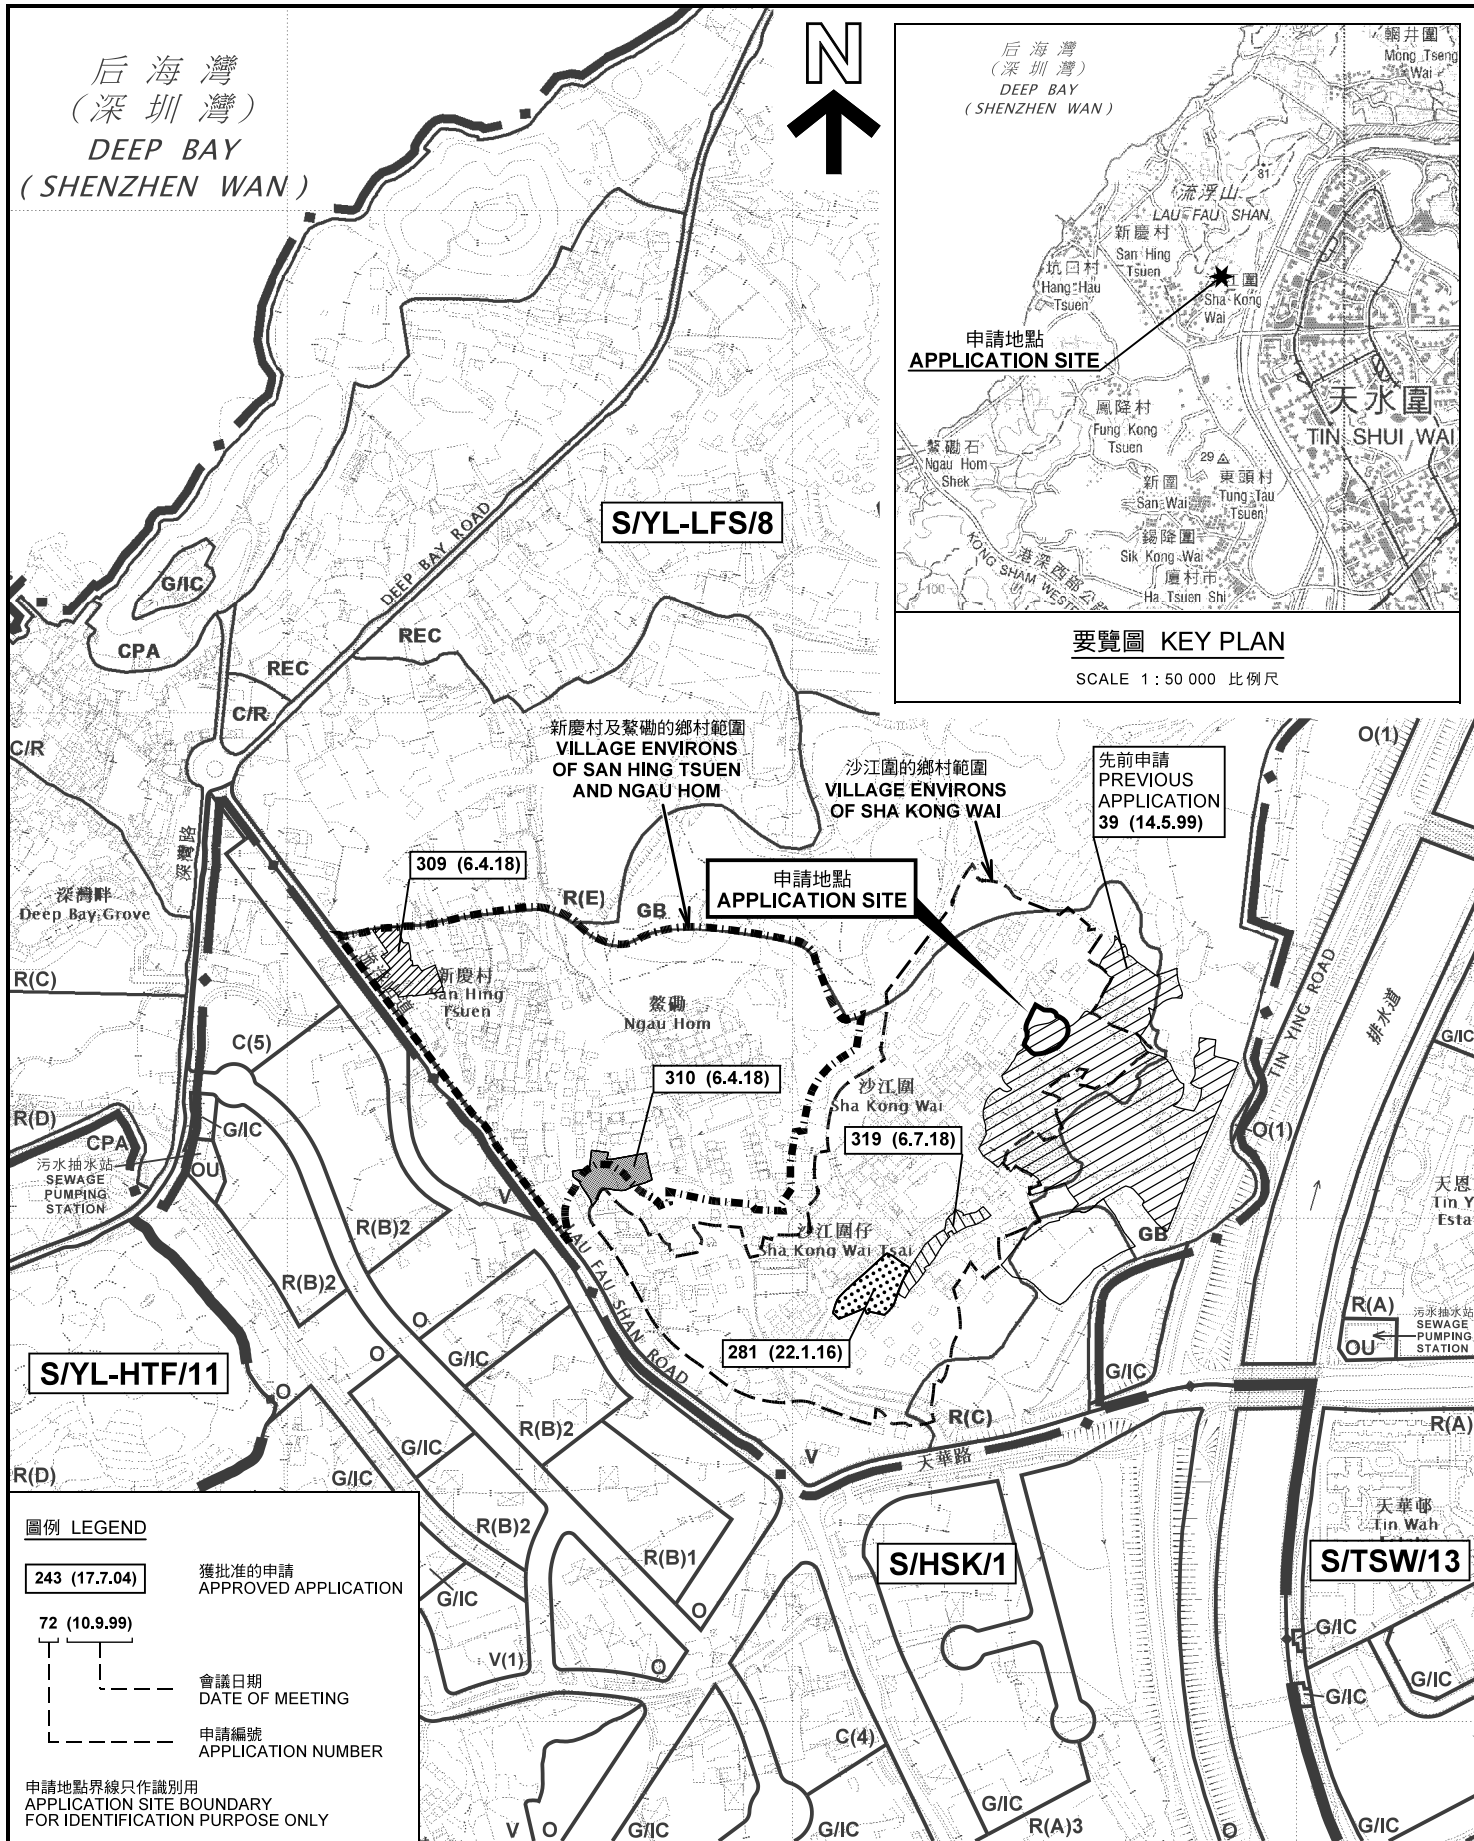 后海灣
(深圳灣)
DEEP BAY
(SHENZHEN WAN)
N
后海灣
(深圳灣)
DEEP BAY
(SHENZHEN WAN)
輞井圍
Mong Tseng
Wai
81
流浮山
LAU FAU SHAN
新慶村
San Hing
Tsuen
坑口村
Hang Hau
Tsuen
江圍
Sha Kong
Wai
申請地點
APPLICATION SITE
天水圍
TIN SHUI WAI
鳳降村
Fung Kong
Tsuen
鰲磡石
Ngau Hom
Shek
29
新圍
San Wai
東頭村
Tung Tau
Tsuen
錫降圍
Sik Kong Wai
港深西部公路
KONG SHAM WESTE
廈村市
Ha Tsuen Shi
100
要覽圖 KEY PLAN
SCALE 1 : 50 000 比例尺
S/YL-LFS/8
DEEP BAY ROAD
G/IC
CPA
REC
REC
C/R
C/R
新慶村及鰲磡的鄉村範圍
VILLAGE ENVIRONS
OF SAN HING TSUEN
AND NGAU HOM
沙江圍的鄉村範圍
VILLAGE ENVIRONS
OF SHA KONG WAI
先前申請
PREVIOUS
APPLICATION
39 (14.5.99)
O(1)
深灣路
309 (6.4.18)
申請地點
APPLICATION SITE
深灣畔
Deep Bay Grove
R(E)
GB
R(C)
新慶村
San Hing
Tsuen
鰲磡
Ngau Hom
TIN YING ROAD
排水道
G/IC
C(5)
310 (6.4.18)
沙江圍
Sha Kong Wai
319 (6.7.18)
R(D)
CPA
G/IC
O(1)
污水抽水站
SEWAGE
PUMPING
STATION
OU
V
天恩
Tin Y
Esta
R(B)2
沙江圍仔
Sha Kong Wai Tsai
GB
R(B)2
LAU FAU SHAN ROAD
281 (22.1.16)
R(A)
污水抽水站
SEWAGE
PUMPING
STATION
OU
S/YL-HTF/11
O
O
O
G/IC
G/IC
R(B)2
R(C)
R(A)
V
天華路
G/IC
G/IC
R(D)
天華邨
Tin Wah
Estate
R(B)2
R(B)1
S/HSK/1
S/TSW/13
G/IC
O
G/IC
V(1)
O
G/IC
G/IC
C(4)
G/IC
V
O
G/IC
G/IC
R(A)3
O
G/IC
圖例 LEGEND
243 (17.7.04)
獲批准的申請
APPROVED APPLICATION
72 (10.9.99)
會議日期
DATE OF MEETING
申請編號
APPLICATION NUMBER
申請地點界線只作識別用
APPLICATION SITE BOUNDARY
FOR IDENTIFICATION PURPOSE ONLY